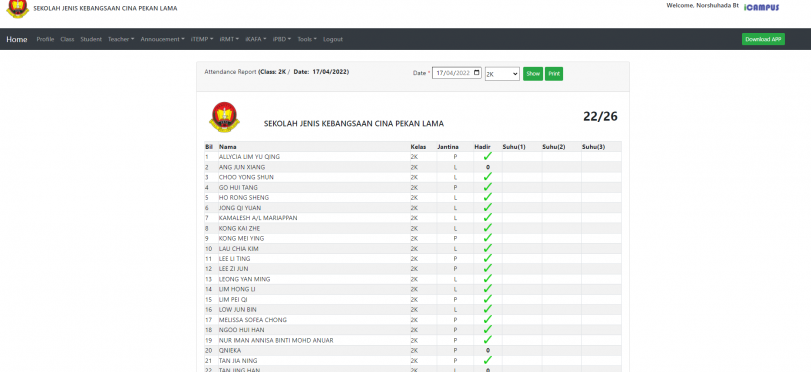 SEKOLAH JENIS KEBANGSAAN CINA PEKAN LAMA
Welcome, Norshuhada Bt
iCAMPUS
Home Profile Class Student Teacher Annoucement iTEMP iRMT iKAFA iPBD Tools Logout
Download APP
Attendance Report (Class: 2K / Date: 17/04/2022)
Date * 17/04/2022 2K Show Print
SEKOLAH JENIS KEBANGSAAN CINA PEKAN LAMA
22/26
Bil Nama Kelas Jantina Hadir Suhu(1) Suhu(2) Suhu(3)
1 ALLYCIA LIM YU QING 2K P ✓
2 ANG JUN XIANG 2K L 0
3 CHOO YONG SHUN 2K L ✓
4 GO HUI TANG 2K P ✓
5 HO RONG SHENG 2K L ✓
6 JONG QI YUAN 2K L ✓
7 KAMALESH A/L MARIAPPAN 2K L ✓
8 KONG KAI ZHE 2K L ✓
9 KONG MEI YING 2K P ✓
10 LAU CHIA KIM 2K L ✓
11 LEE LI TING 2K P ✓
12 LEE ZI JUN 2K P ✓
13 LEONG YAN MING 2K L ✓
14 LIM HONG LI 2K L ✓
15 LIM PEI QI 2K P ✓
16 LOW JUN BIN 2K L ✓
17 MELISSA SOFEA CHONG 2K P ✓
18 NGOO HUI HAN 2K P ✓
19 NUR IMAN ANNISA BINTI MOHD ANUAR 2K P ✓
20 QNIEKA 2K P 0
21 TAN JIA NING 2K P ✓
22 TAN JING HAN 2K L 0